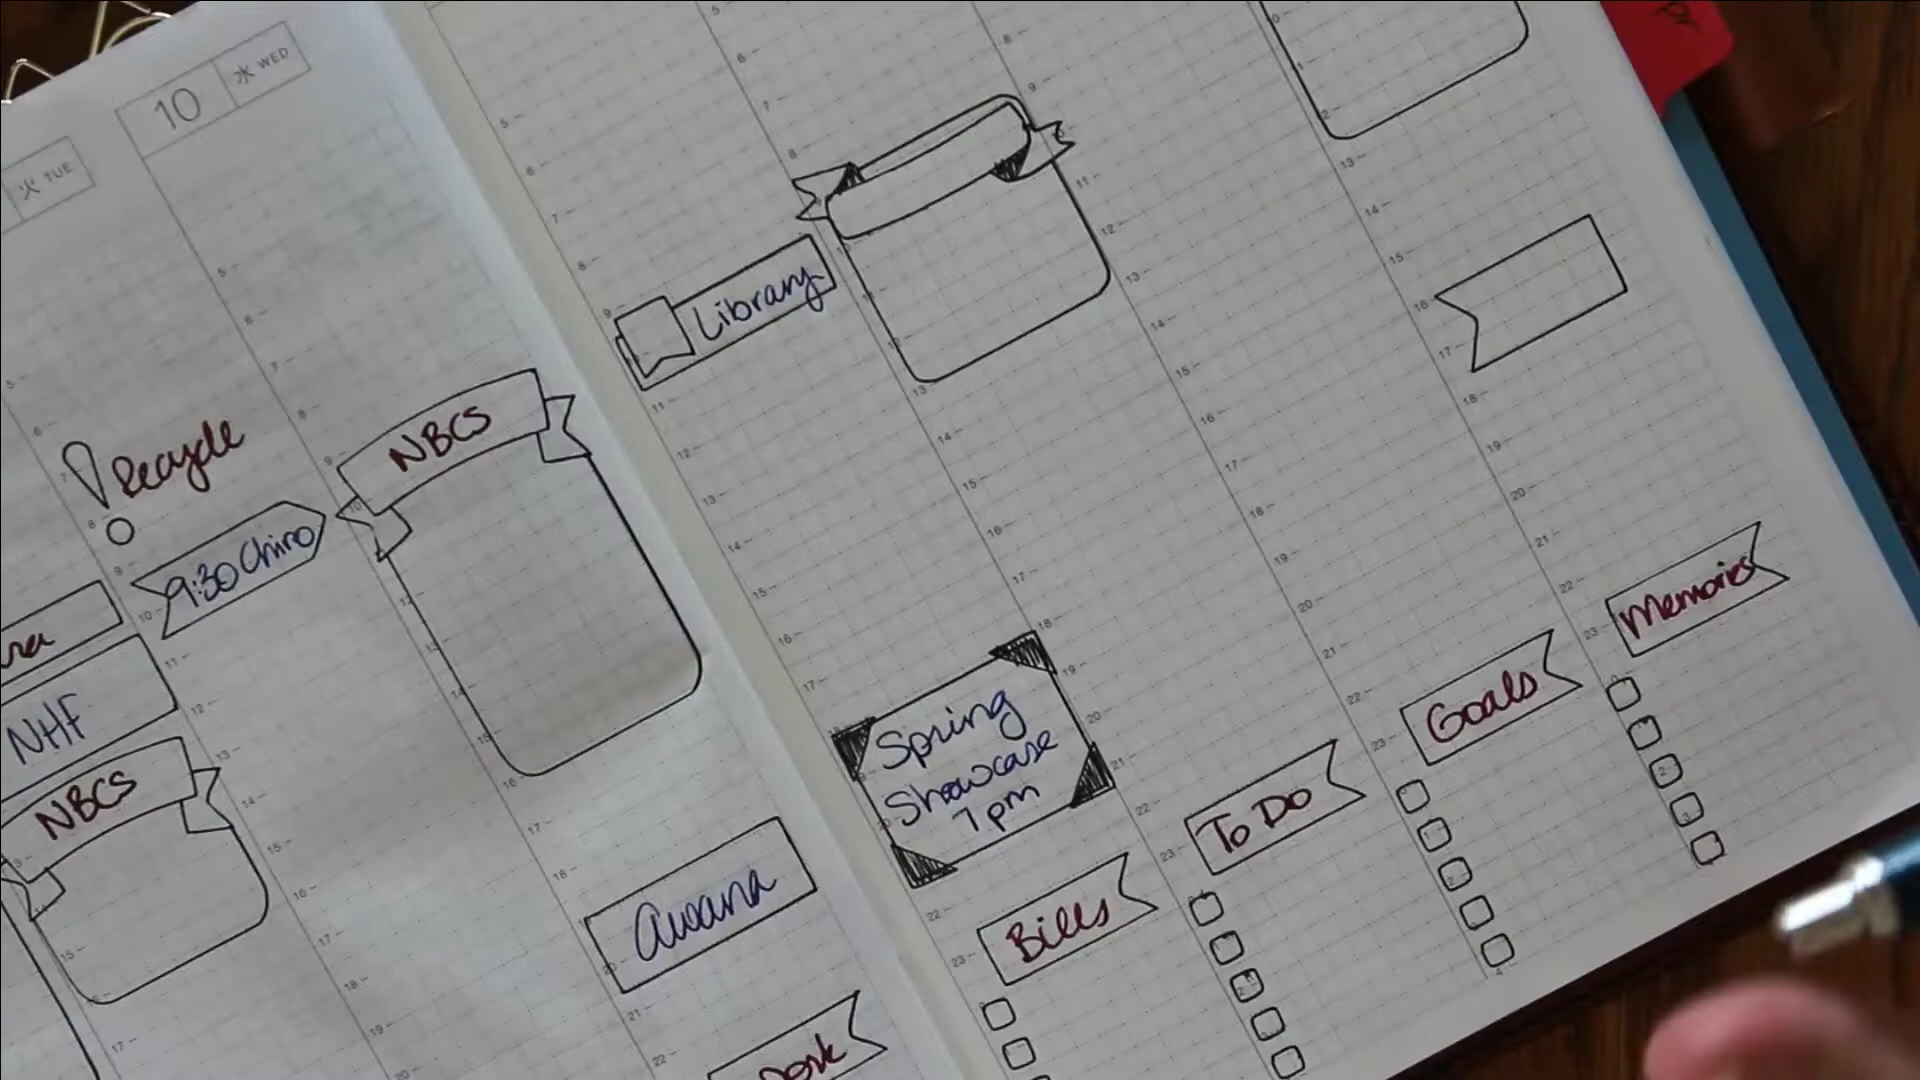 火 TUE
10 水 WED
Recycle
9:30 Chiro
NHF
NBCS
NBCS
Awana
Library
Spring
Showcase
7pm
Bills
To Do
Goals
Memories